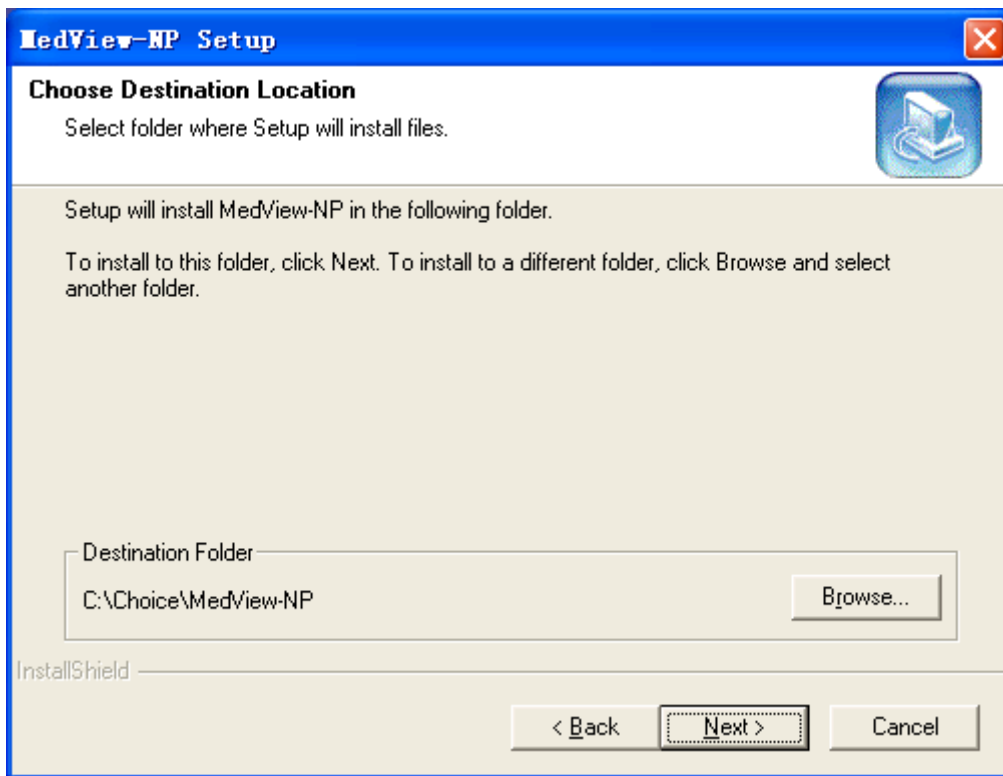 MedView-NP Setup
Choose Destination Location
Select folder where Setup will install files.
Setup will install MedView-NP in the following folder.
To install to this folder, click Next. To install to a different folder, click Browse and select
another folder.
Destination Folder
C:\Choice\MedView-NP
Browse...
InstallShield
< Back
Next >
Cancel